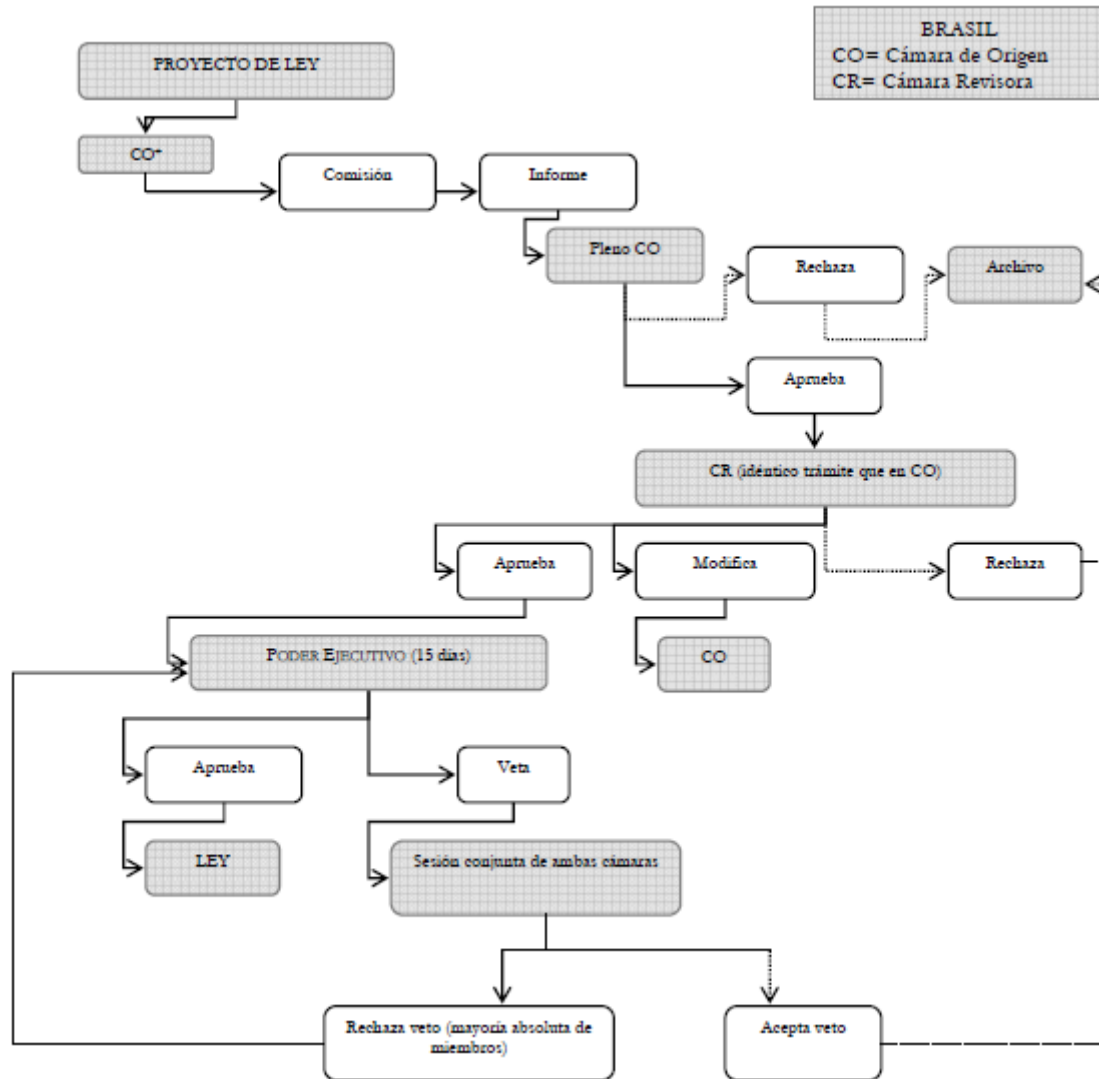 BRASIL
CO= Cámara de Origen
CR= Cámara Revisora
PROYECTO DE LEY
CO*
Comisión
Informe
Pleno CO
Rechaza
Archivo
Aprueba
CR (idéntico trámite que en CO)
Aprueba
Modifica
Rechaza
CO
PODER EJECUTIVO (15 días)
Aprueba
Veta
LEY
Sesión conjunta de ambas cámaras
Rechaza veto (mayoría absoluta de
miembros)
Acepta veto